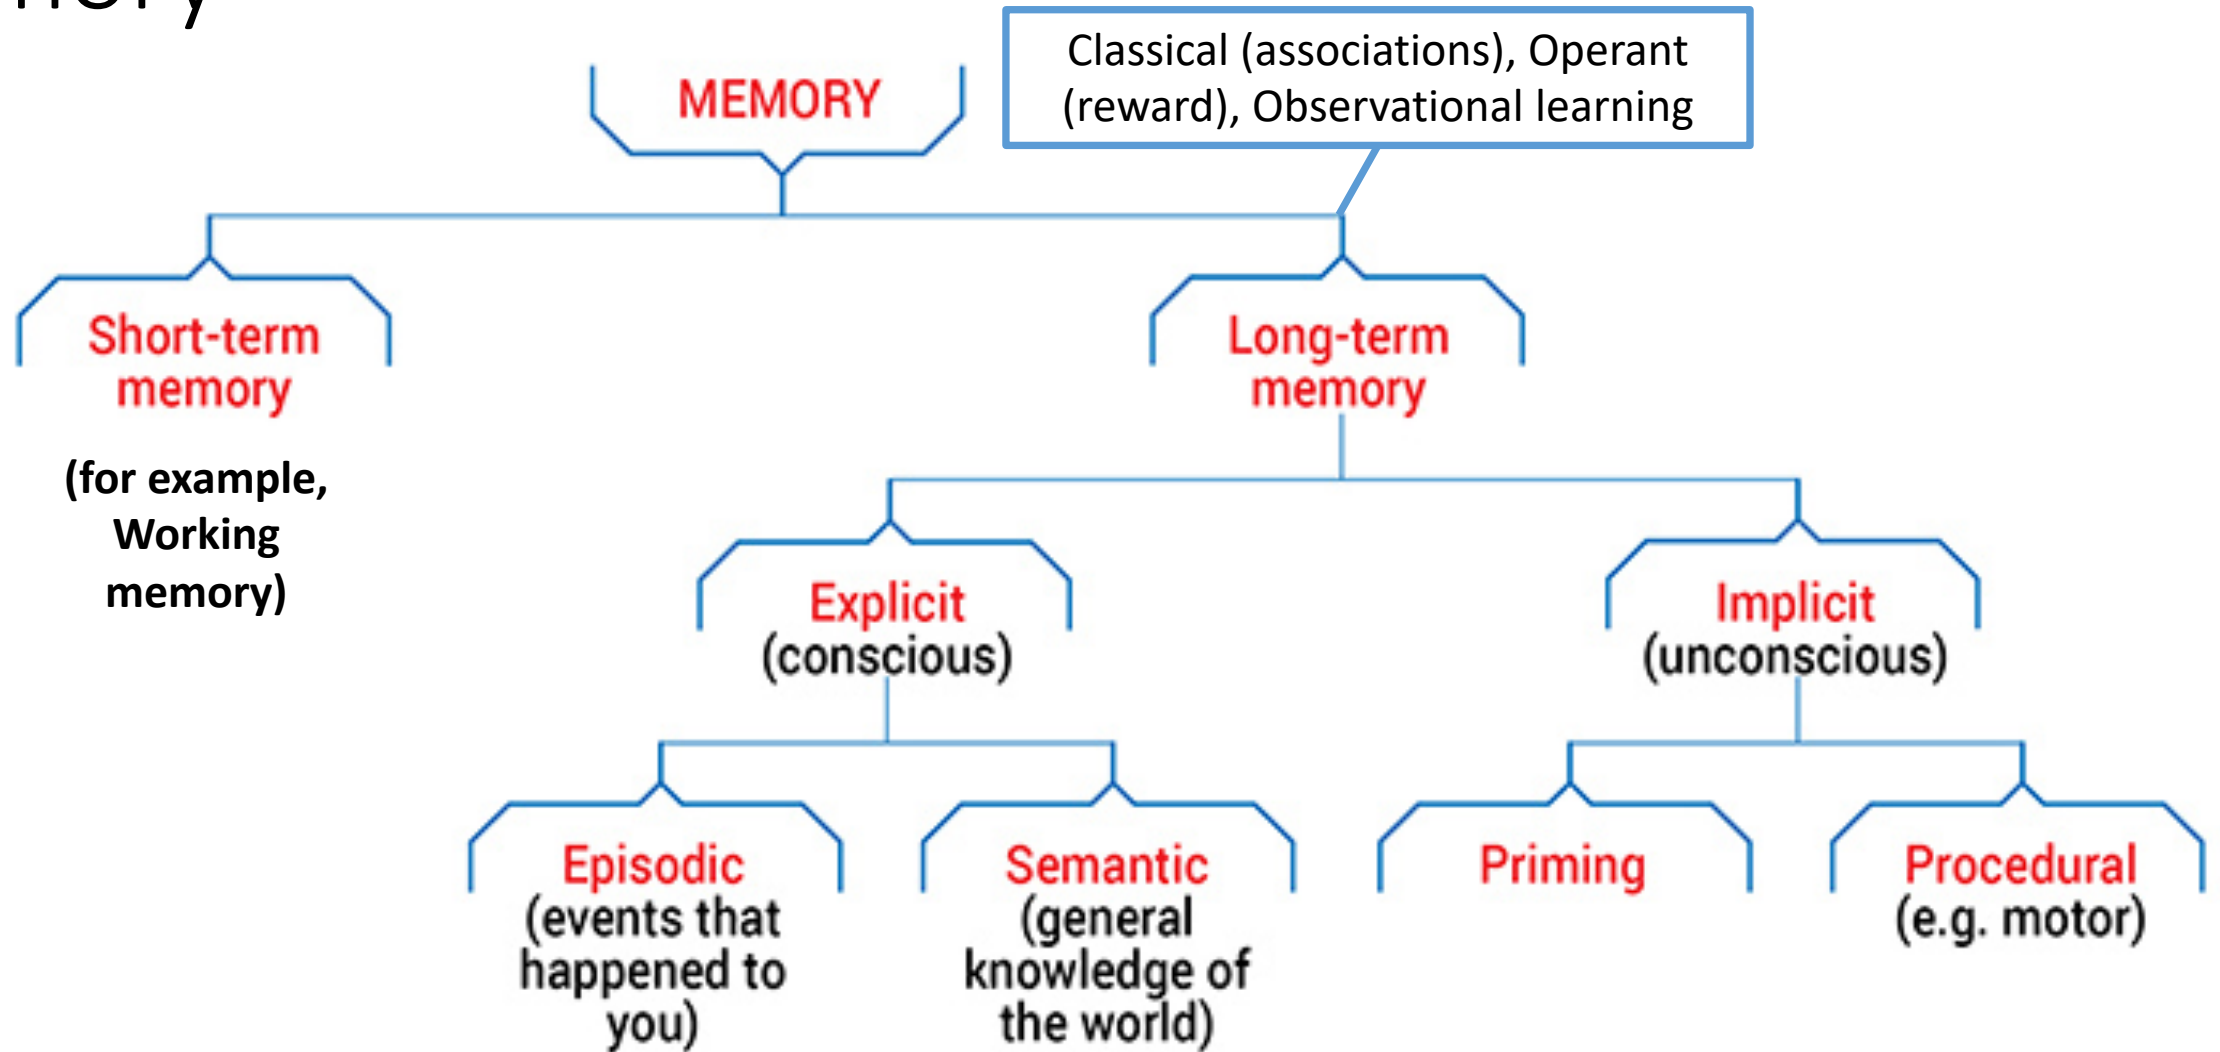 Classical (associations), Operant
(reward), Observational learning
MEMORY
Short-term
memory
(for example,
Working
memory)
Long-term
memory
Explicit
(conscious)
Implicit
(unconscious)
Episodic
(events that
happened to
you)
Semantic
(general
knowledge of
the world)
Priming
Procedural
(e.g. motor)